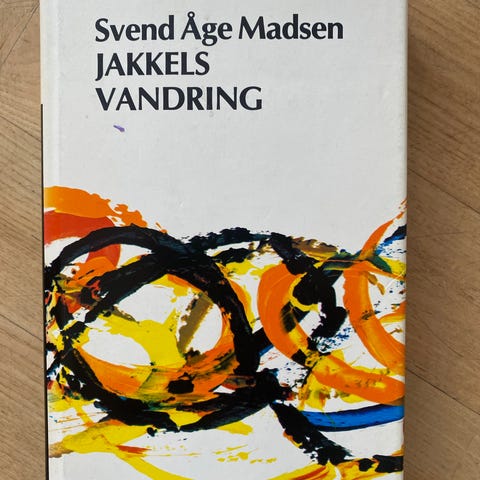 Svend Åge Madsen
JAKKELS
VANDRING